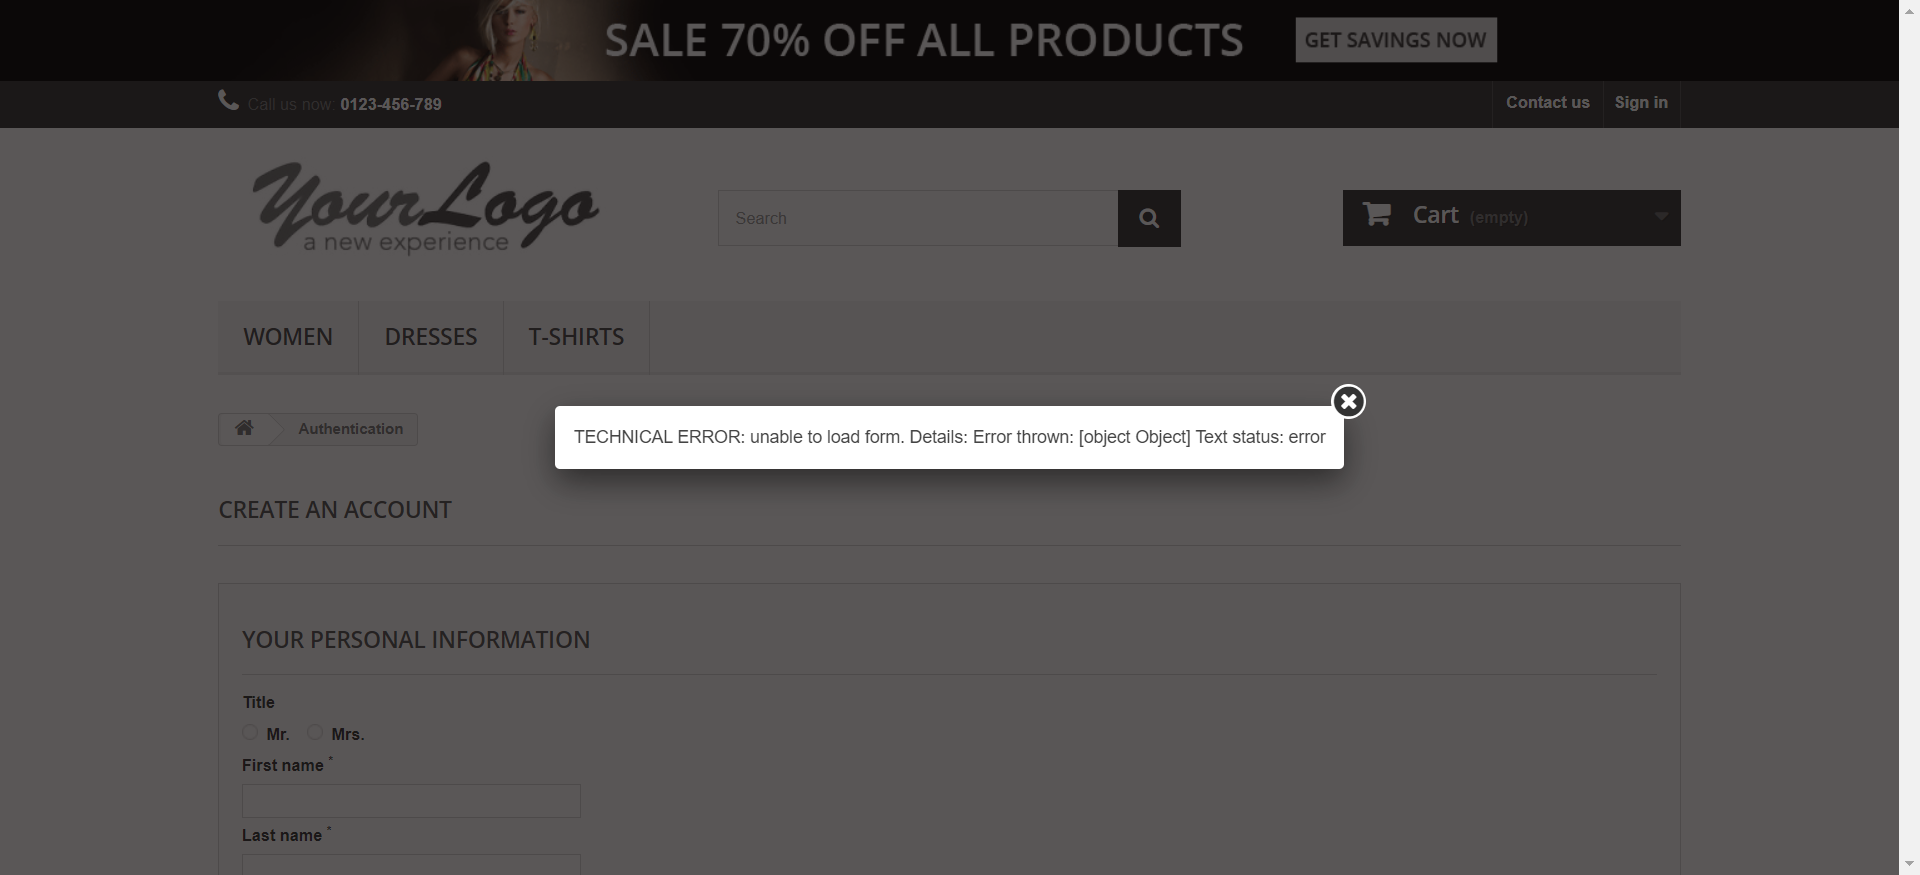 SALE 70% OFF ALL PRODUCTS
GET SAVINGS NOW
Call us now: 0123-456-789
Contact us
Sign in
YourLogo
a new experience
Search
Cart (empty)
WOMEN
DRESSES
T-SHIRTS
Authentication
TECHNICAL ERROR: unable to load form. Details: Error thrown: [object Object] Text status: error
CREATE AN ACCOUNT
YOUR PERSONAL INFORMATION
Title
Mr.
Mrs.
First name *
Last name *